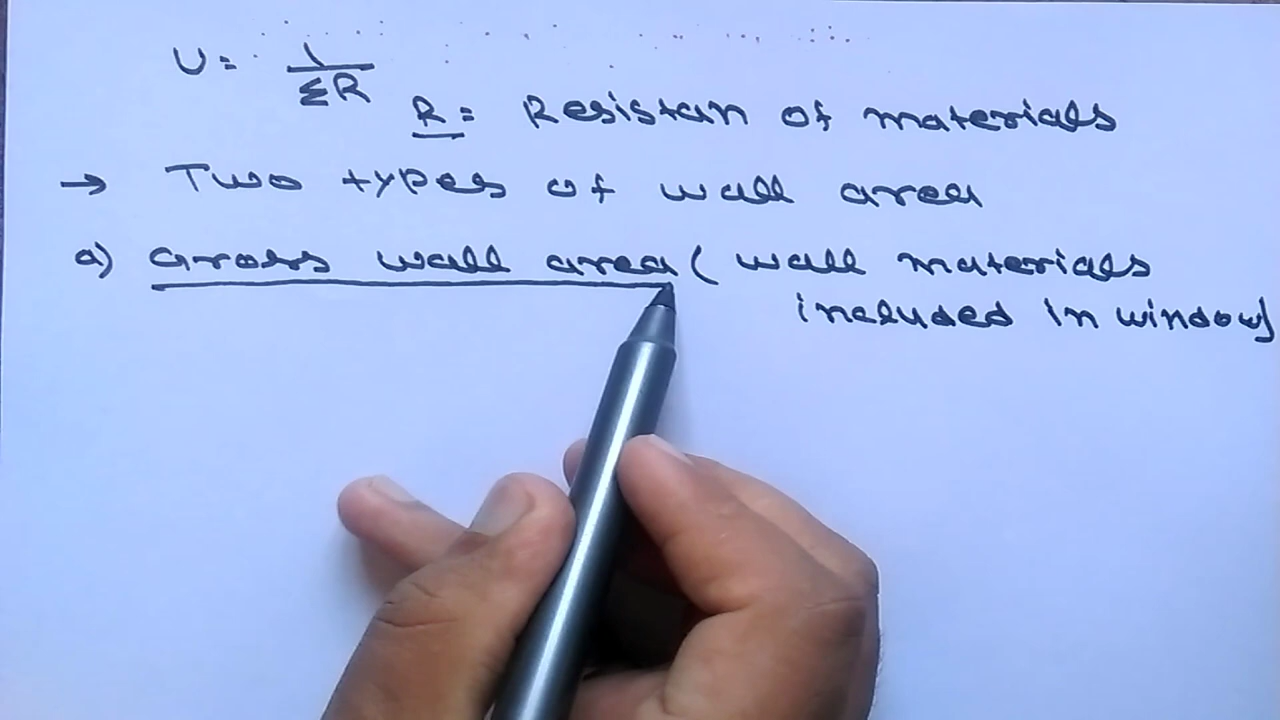 U = 1/ΣR
R = Resistan of materials
→ Two types of wall area
a) Gross wall area ( wall materials
included in window)